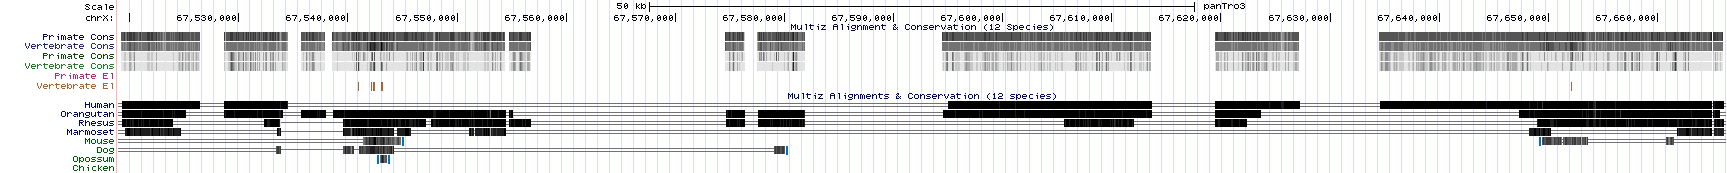 Scale 50 kb panTro3
chrX: 67,530,000 67,540,000 67,550,000 67,560,000 67,570,000 67,580,000 67,590,000 67,600,000 67,610,000 67,620,000 67,630,000 67,640,000 67,650,000 67,660,000
Multiz Alignment & Conservation (12 Species)
Primate Cons
Vertebrate Cons
Primate Cons
Vertebrate Cons
Primate El
Vertebrate El
Multiz Alignments & Conservation (12 species)
Human
Orangutan
Rhesus
Marmoset
Mouse
Dog
Opossum
Chicken